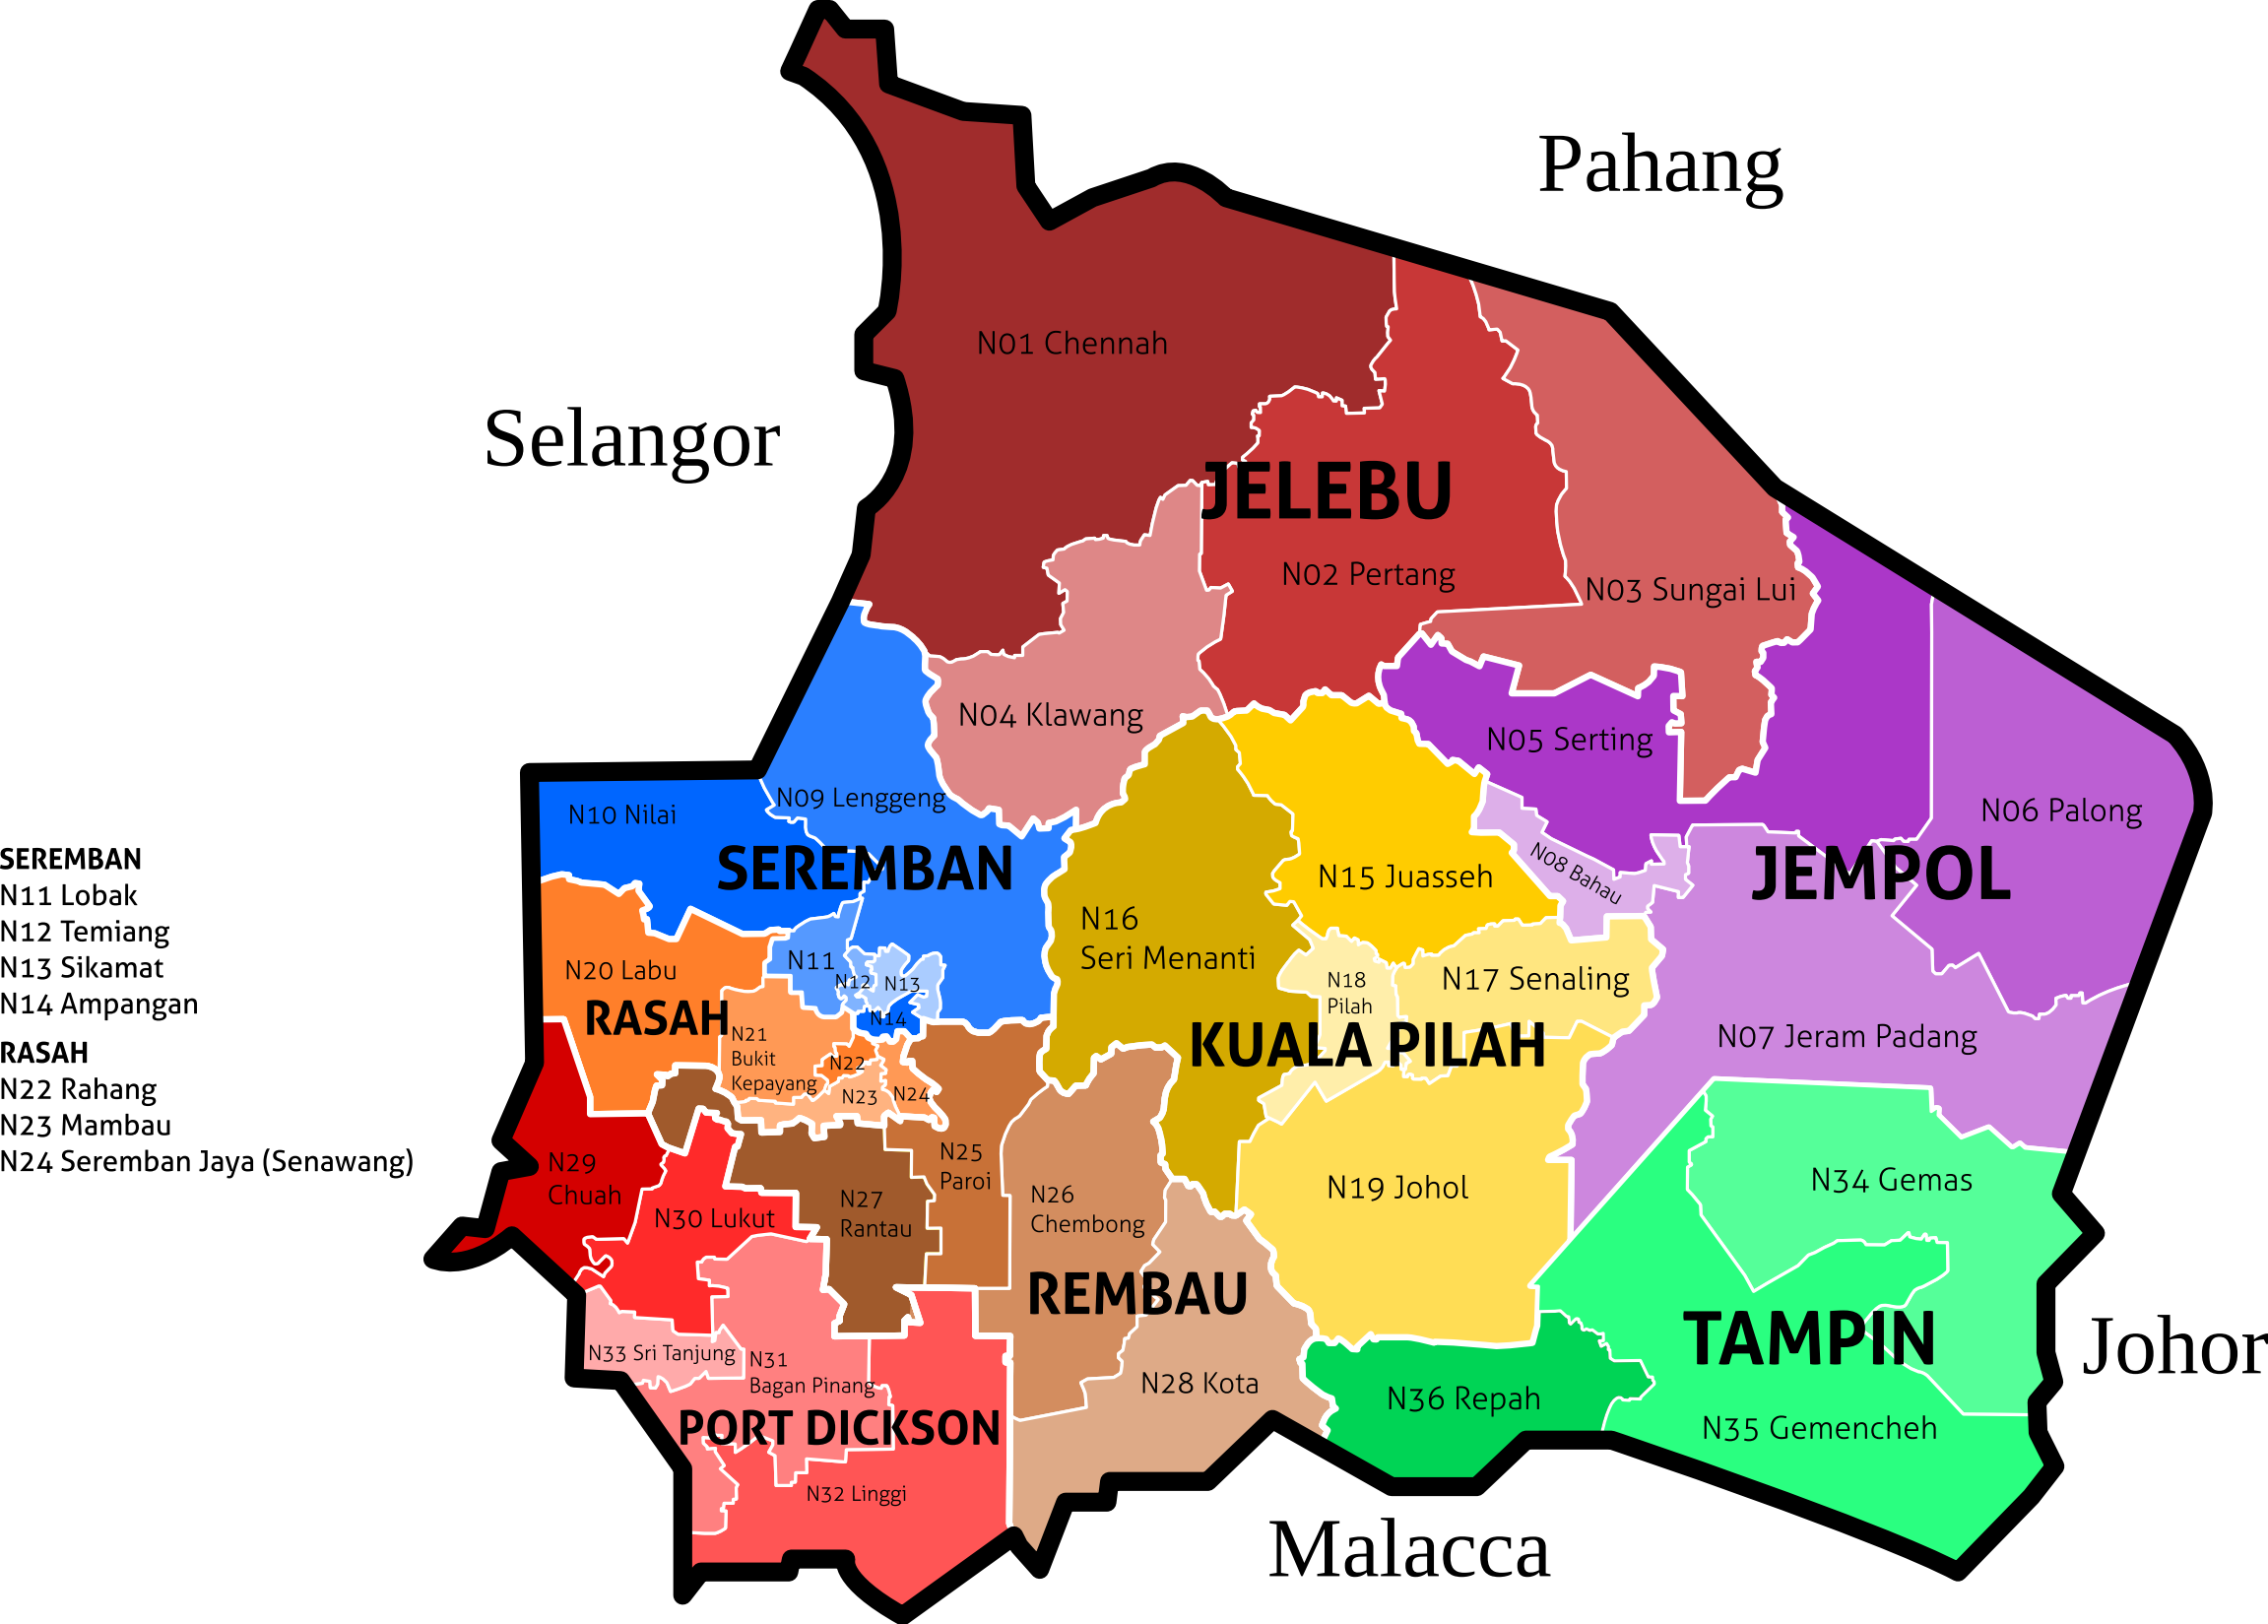 Pahang
Selangor
N01 Chennah
JELEBU
N02 Pertang
N03 Sungai Lui
N04 Klawang
N05 Serting
N06 Palong
N10 Nilai
N09 Lenggeng
SEREMBAN
N11 Lobak
N12 Temiang
N13 Sikamat
N14 Ampangan
RASAH
N22 Rahang
N23 Mambau
N24 Seremban Jaya (Senawang)
SEREMBAN
N15 Juasseh
N08 Bahau
JEMPOL
N16
Seri Menanti
N20 Labu
N11
N12
N13
N14
N18
Pilah
N17 Senaling
RASAH
N21
Bukit
Kepayang
N22
N23
N24
KUALA PILAH
N07 Jeram Padang
N29
Chuah
N25
Paroi
N30 Lukut
N27
Rantau
N26
Chembong
N19 Johol
N34 Gemas
REMBAU
TAMPIN
Johor
N33 Sri Tanjung
N31
Bagan Pinang
N28 Kota
N36 Repah
N35 Gemencheh
PORT DICKSON
N32 Linggi
Malacca